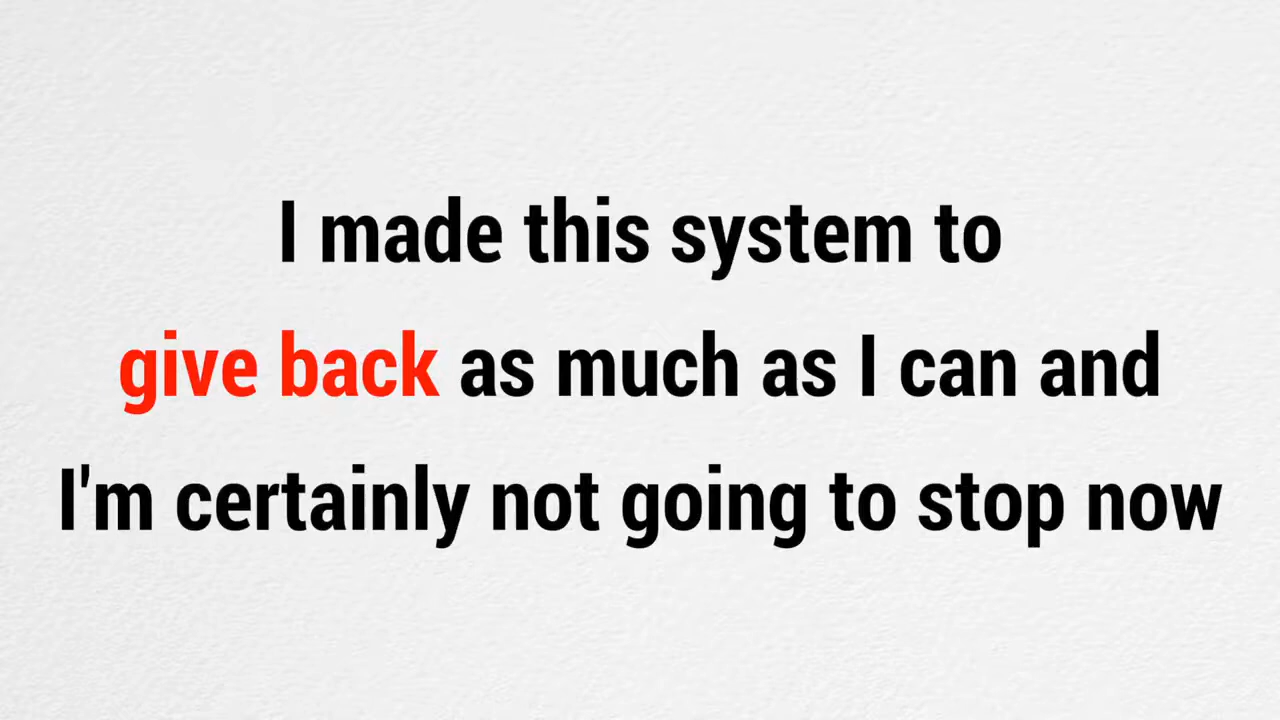 I made this system to
give back as much as I can and
I'm certainly not going to stop now